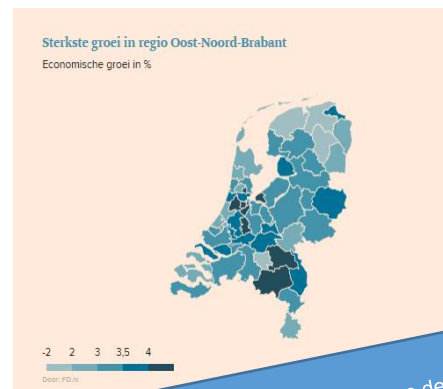 Sterkste groei in regio Oost-Noord-Brabant
Economische groei in %
-2 2 3 3,5 4
Door: FD.nl